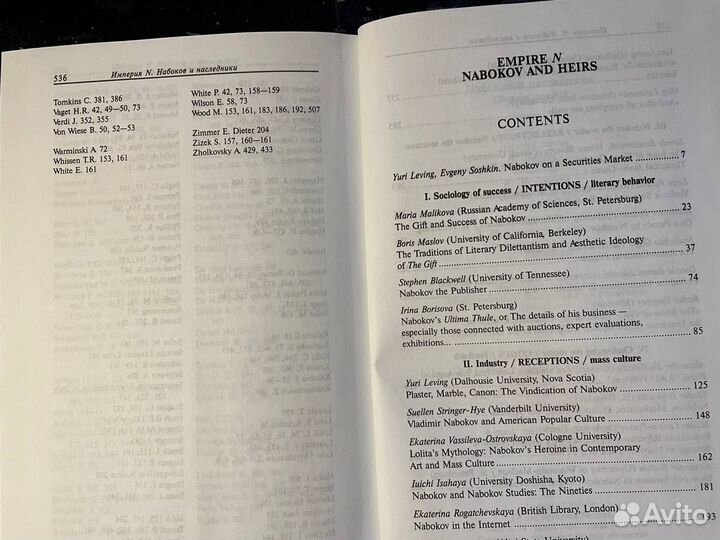 536
Империя N. Набоков и наследники
Tomkins C. 381, 386
Vaget H.R. 42, 49—50, 73
Verdi J. 352, 355
Von Wiese B. 50, 52—53
Warminski A 72
Whissen T.R. 153, 161
White E. 161
White P. 42, 73, 158—159
Wilson E. 58, 73
Wood M. 153, 161, 183, 186, 192, 507
Zimmer E. Dieter 204
Zizek S. 157, 160—161
Zholkovsky A. 429, 433
EMPIRE N
NABOKOV AND HEIRS
CONTENTS
Yuri Leving, Evgeny Soshkin. Nabokov on a Securities Market 7
I. Sociology of success / INTENTIONS / literary behavior
Maria Malikova (Russian Academy of Sciences, St. Petersburg)
The Gift and Success of Nabokov 23
Boris Maslov (University of California, Berkeley)
The Traditions of Literary Dilettantism and Aesthetic Ideology
of The Gift 37
Stephen Blackwell (University of Tennessee)
Nabokov the Publisher 74
Irina Borisova (St. Petersburg)
Nabokov's Ultima Thule, or The details of his business —
especially those connected with auctions, expert evaluations,
exhibitions... 85
II. Industry / RECEPTIONS / mass culture
Yuri Leving (Dalhousie University, Nova Scotia)
Plaster, Marble, Canon: The Vindication of Nabokov 125
Suellen Stringer-Hye (Vanderbilt University)
Vladimir Nabokov and American Popular Culture 148
Ekaterina Vassileva-Ostrovskaya (Cologne University)
Lolita's Mythology: Nabokov's Heroine in Contemporary
Art and Mass Culture 162
Iuichi Isahaya (University Doshisha, Kyoto)
Nabokov and Nabokov Studies: The Nineties 181
Ekaterina Rogatchevskaya (British Library, London)
Nabokov in the Internet 193
State University)
Avito